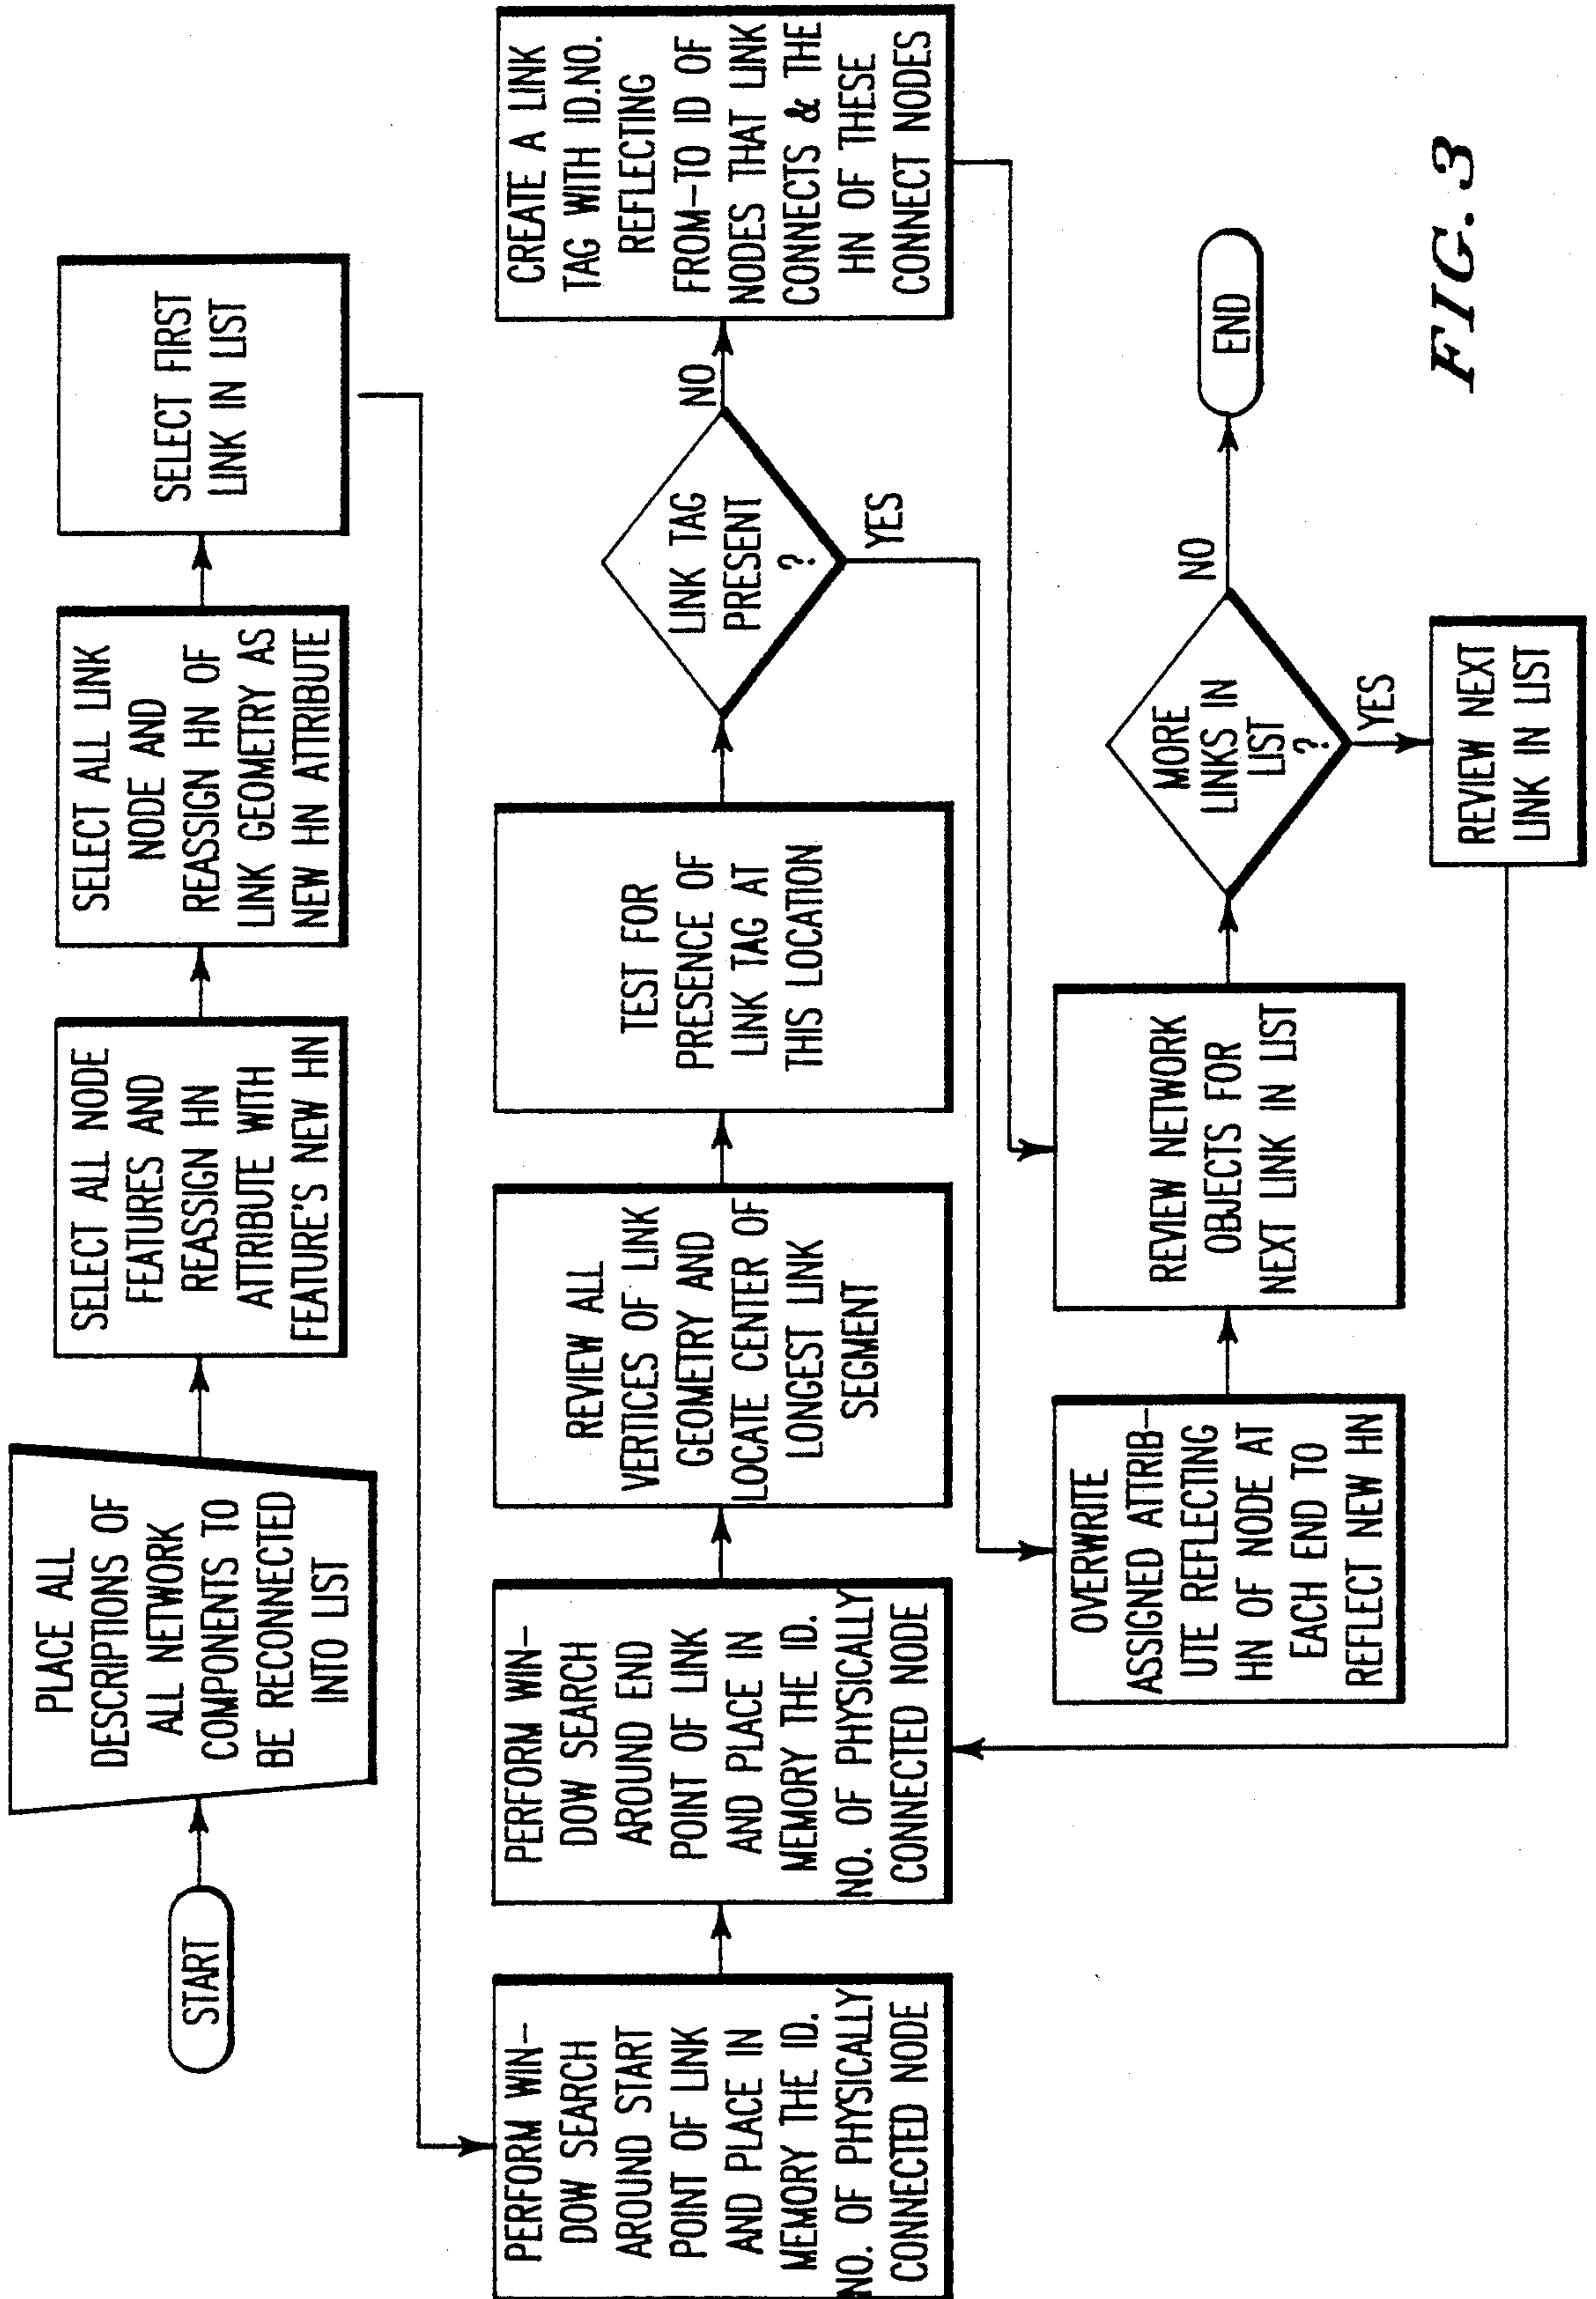 START
PLACE ALL
DESCRIPTIONS OF
ALL NETWORK
COMPONENTS TO
BE RECONNECTED
INTO LIST
SELECT ALL NODE
FEATURES AND
REASSIGN HN
ATTRIBUTE WITH
FEATURE'S NEW HN
SELECT ALL LINK
NODE AND
REASSIGN HN OF
LINK GEOMETRY AS
NEW HN ATTRIBUTE
SELECT FIRST
LINK IN LIST
PERFORM WIN-
DOW SEARCH
AROUND START
POINT OF LINK
AND PLACE IN
MEMORY THE ID.
NO. OF PHYSICALLY
CONNECTED NODE
PERFORM WIN-
DOW SEARCH
AROUND END
POINT OF LINK
AND PLACE IN
MEMORY THE ID.
NO. OF PHYSICALLY
CONNECTED NODE
REVIEW ALL
VERTICES OF LINK
GEOMETRY AND
LOCATE CENTER OF
LONGEST LINK
SEGMENT
TEST FOR
PRESENCE OF
LINK TAG AT
THIS LOCATION
LINK TAG
PRESENT
?
NO
YES
CREATE A LINK
TAG WITH ID.NO.
REFLECTING
FROM-TO ID OF
NODES THAT LINK
CONNECTS & THE
HN OF THESE
CONNECT NODES
OVERWRITE
ASSIGNED ATTRIB-
UTE REFLECTING
HN OF NODE AT
EACH END TO
REFLECT NEW HN
REVIEW NETWORK
OBJECTS FOR
NEXT LINK IN LIST
MORE
LINKS IN
LIST
?
NO
YES
END
REVIEW NEXT
LINK IN LIST
FIG. 3